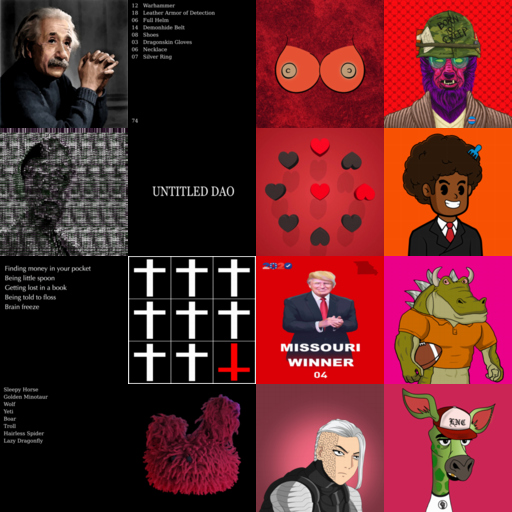 12 Warhammer
18 Leather Armor of Detection
06 Full Helm
14 Demonhide Belt
08 Shoes
03 Dragonskin Gloves
06 Necklace
07 Silver Ring
74
UNTITLED DAO
Finding money in your pocket
Being little spoon
Getting lost in a book
Being told to floss
Brain freeze
MISSOURI
WINNER
04
Sleepy Horse
Golden Minotaur
Wolf
Yeti
Boar
Troll
Hairless Spider
Lazy Dragonfly
KNC